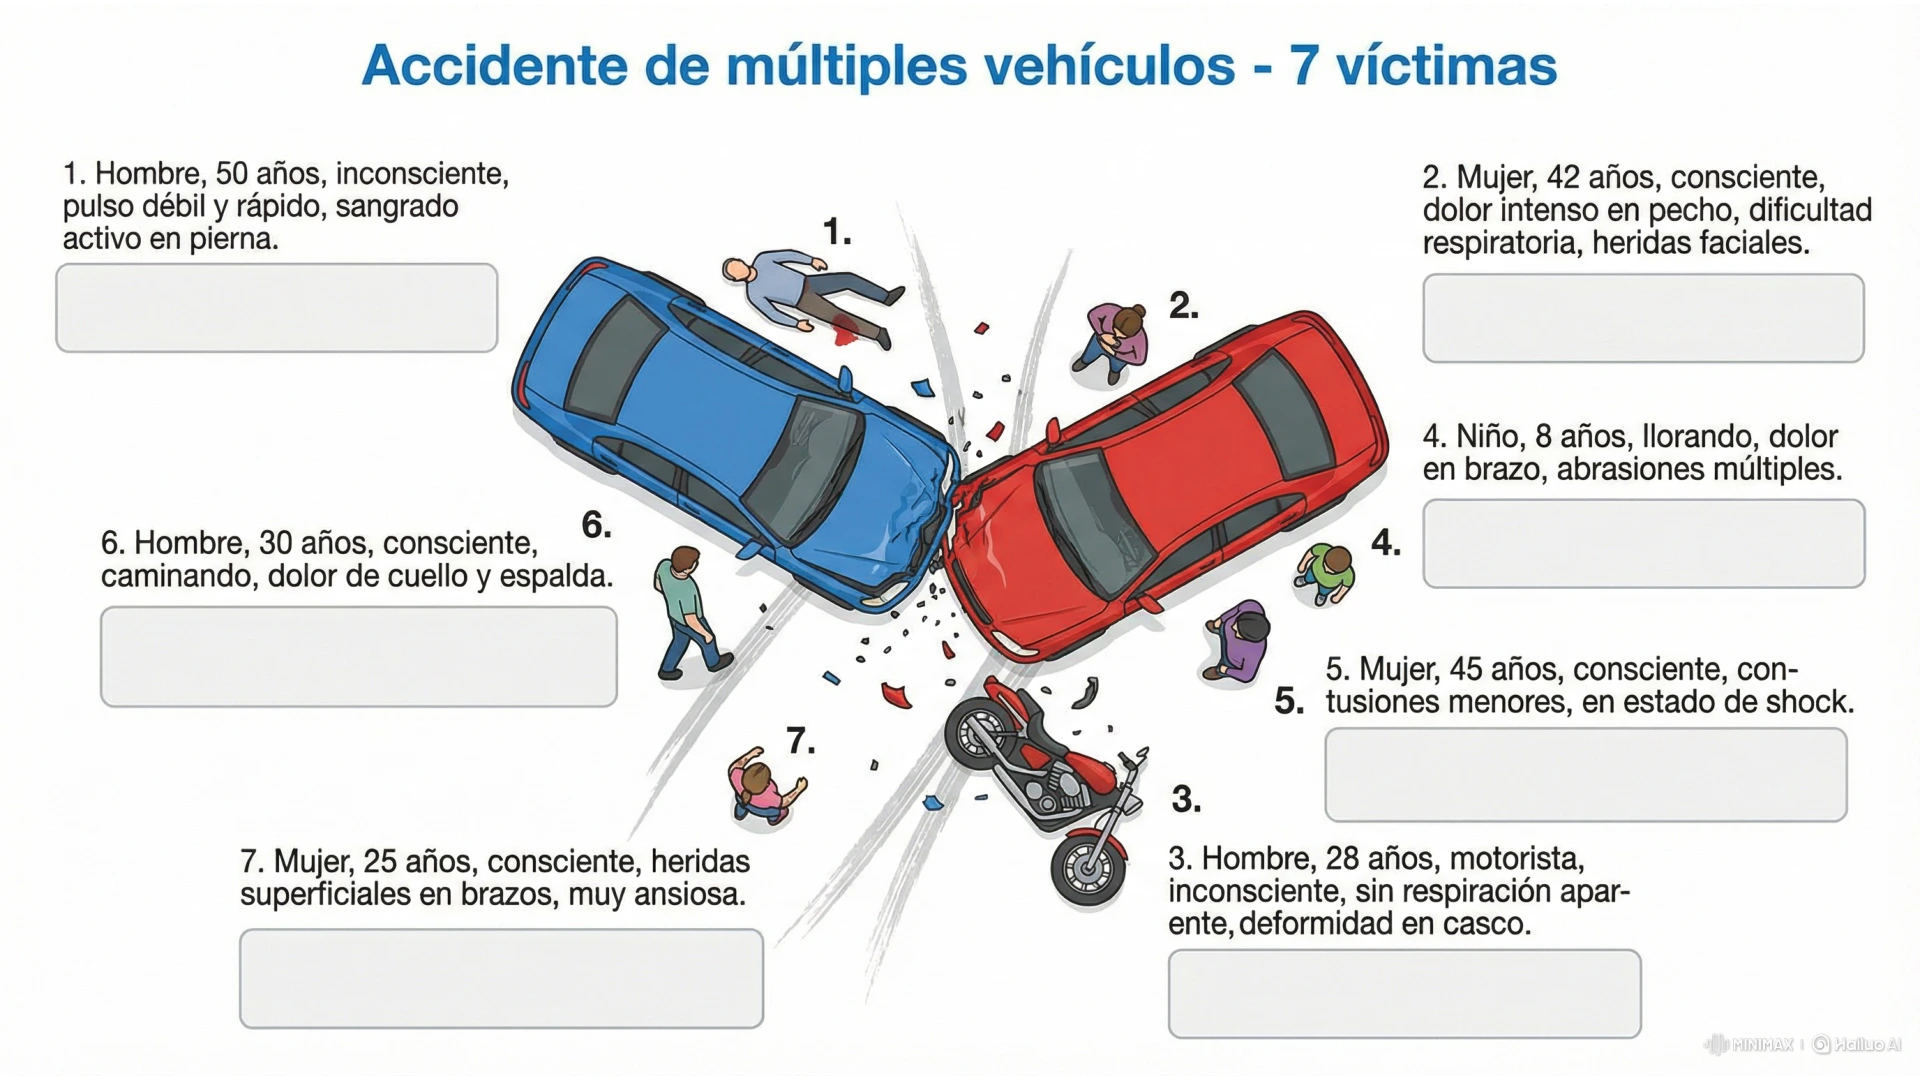 Accidente de múltiples vehículos - 7 víctimas
1. Hombre, 50 años, inconsciente,
pulso débil y rápido, sangrado
activo en pierna.
1.
2. Mujer, 42 años, consciente,
dolor intenso en pecho, dificultad
respiratoria, heridas faciales.
2.
4. Niño, 8 años, llorando, dolor
en brazo, abrasiones múltiples.
4.
6. Hombre, 30 años, consciente,
caminando, dolor de cuello y espalda.
6.
5. Mujer, 45 años, consciente, con-
tusiones menores, en estado de shock.
5.
7.
7. Mujer, 25 años, consciente, heridas
superficiales en brazos, muy ansiosa.
3.
3. Hombre, 28 años, motorista,
inconsciente, sin respiración apar-
ente, deformidad en casco.
MINIMAX | Hailuo AI